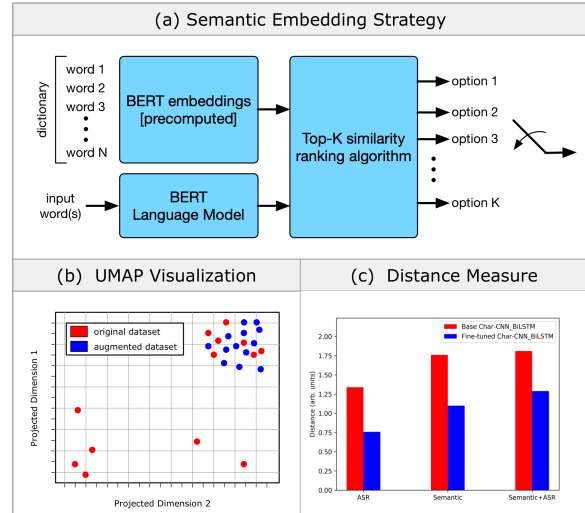 (a) Semantic Embedding Strategy
dictionary
word 1
word 2
word 3
word N
BERT embeddings
[precomputed]
input
word(s)
BERT
Language Model
Top-K similarity
ranking algorithm
option 1
option 2
option 3
option K
(b) UMAP Visualization
original dataset
augmented dataset
Projected Dimension 1
Projected Dimension 2
(c) Distance Measure
Base Char-CNN_BiLSTM
Fine-tuned Char-CNN_BiLSTM
Distance (arb. units)
2.00
1.75
1.50
1.25
1.00
0.75
0.50
0.25
0.00
ASR
Semantic
Semantic+ASR